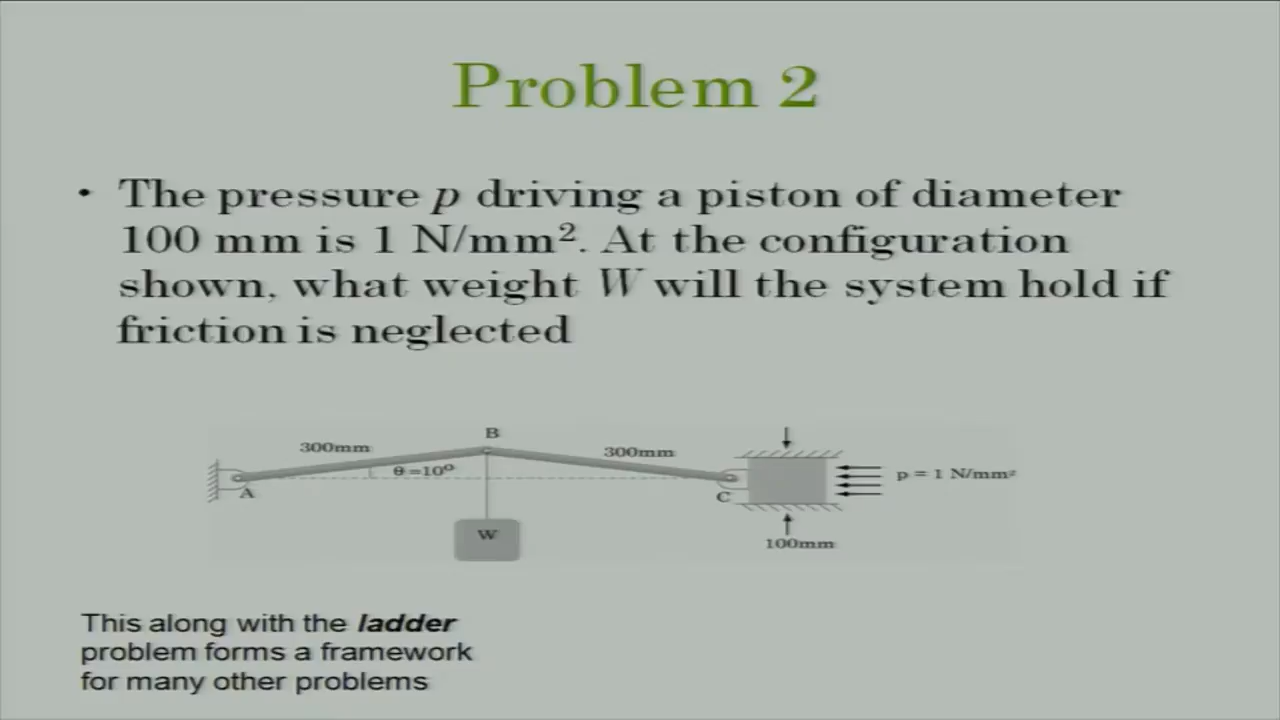 Problem 2
• The pressure p driving a piston of diameter
100 mm is 1 N/mm². At the configuration
shown, what weight W will the system hold if
friction is neglected
B
300mm
300mm
θ =10⁰
A
C
p = 1 N/mm²
W
100mm
This along with the ladder
problem forms a framework
for many other problems